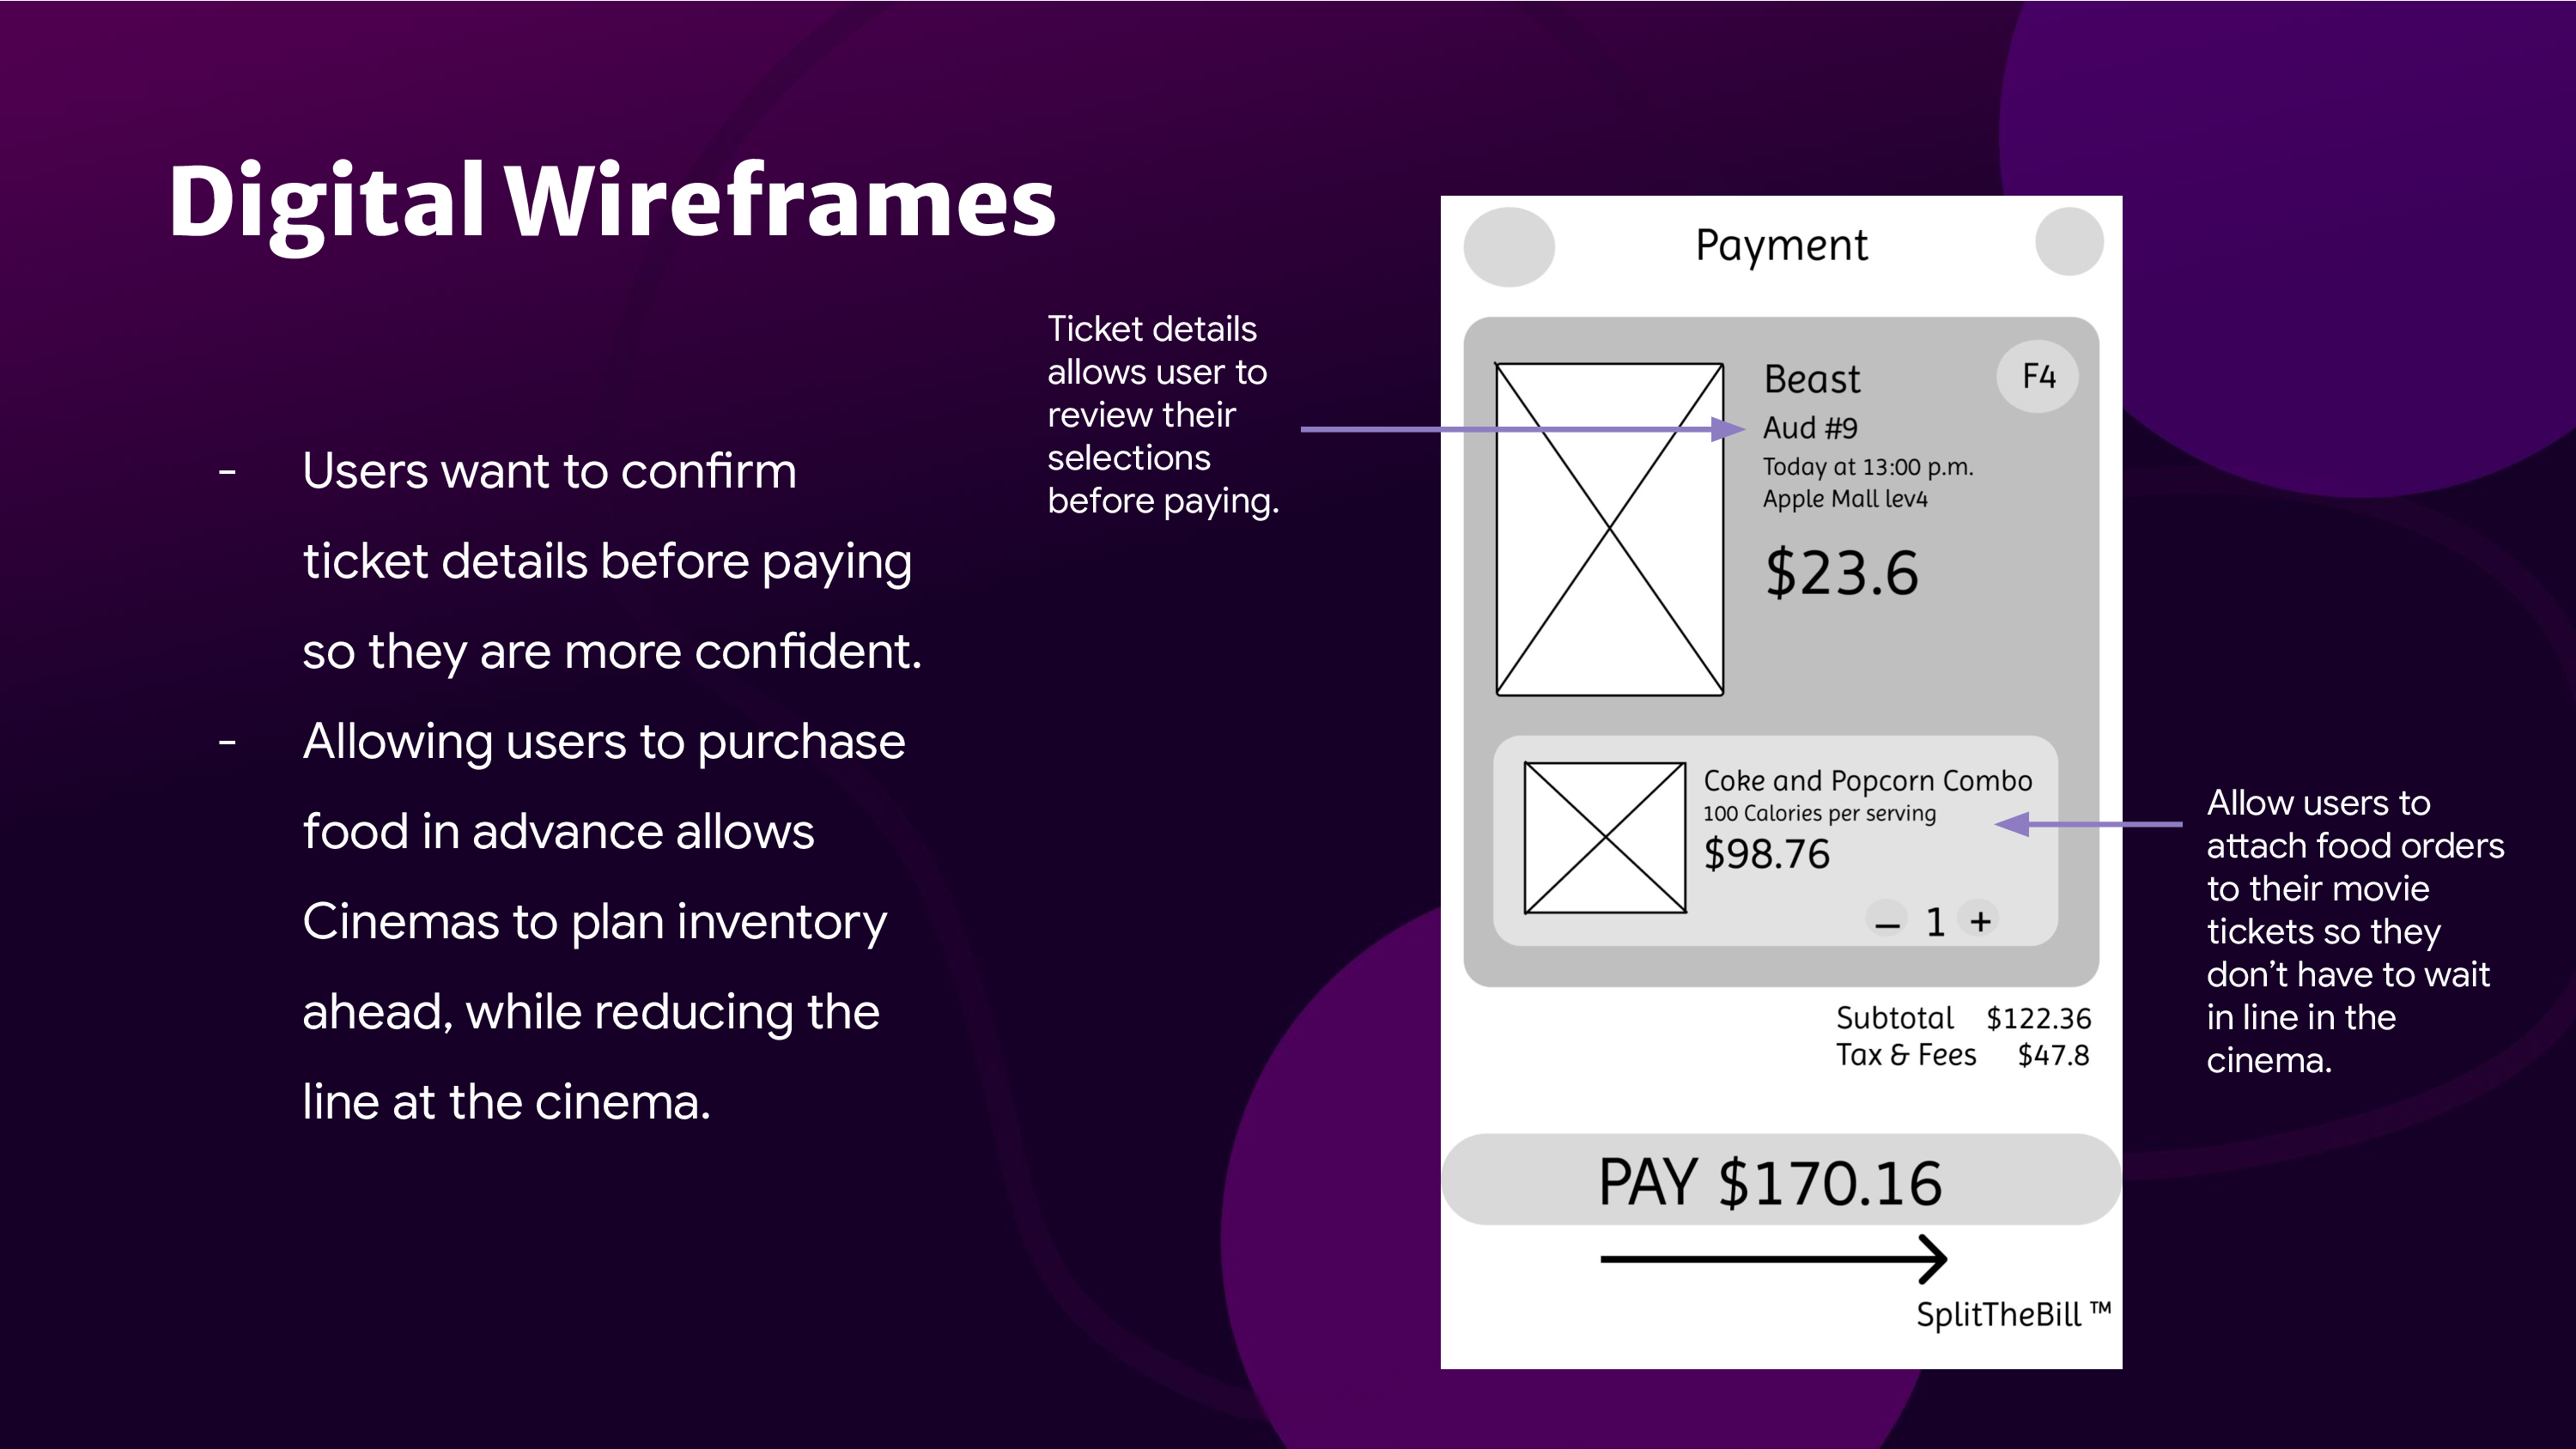 Digital Wireframes
- Users want to confirm
ticket details before paying
so they are more confident.
- Allowing users to purchase
food in advance allows
Cinemas to plan inventory
ahead, while reducing the
line at the cinema.
Ticket details
allows user to
review their
selections
before paying.
Payment
Beast
F4
Aud #9
Today at 13:00 p.m.
Apple Mall lev4
$23.6
Coke and Popcorn Combo
100 Calories per serving
$98.76
– 1 +
Subtotal $122.36
Tax & Fees $47.8
PAY $170.16
SplitTheBill ™
Allow users to
attach food orders
to their movie
tickets so they
don’t have to wait
in line in the
cinema.